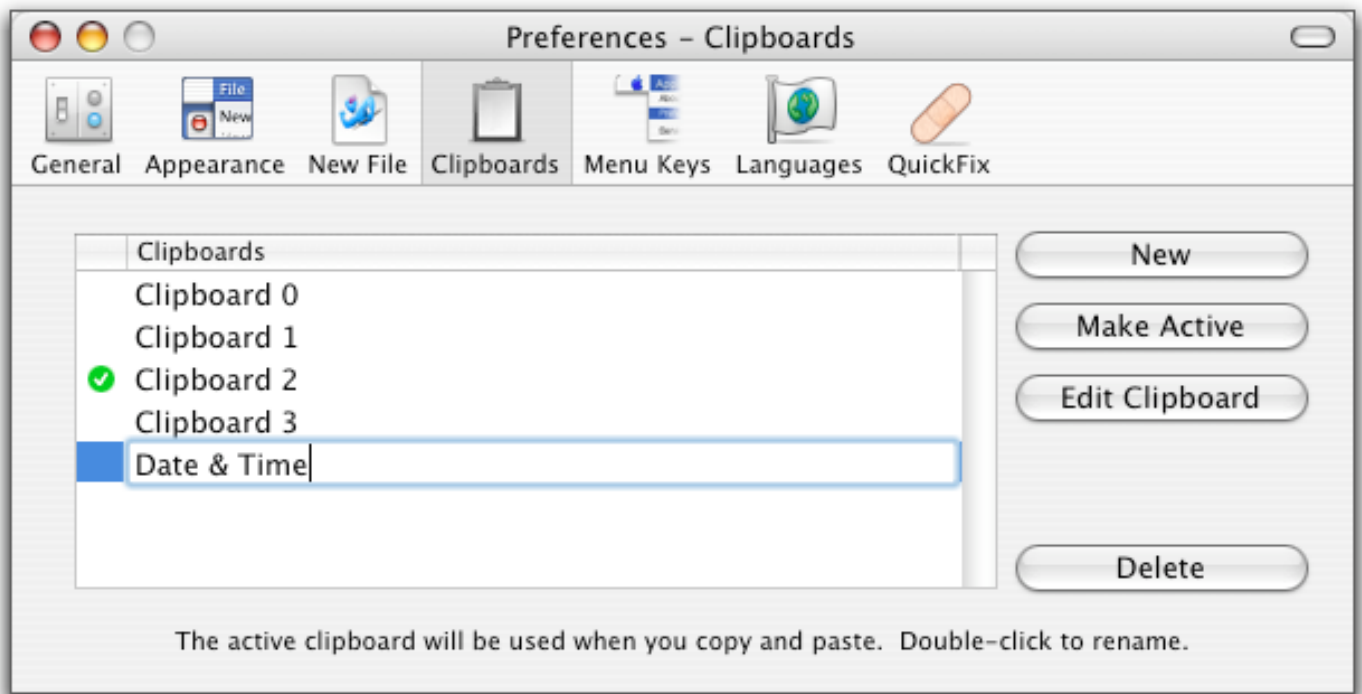 Preferences – Clipboards
File
New
General Appearance New File Clipboards Menu Keys Languages QuickFix
Clipboards
Clipboard 0
Clipboard 1
Clipboard 2
Clipboard 3
Date & Time
New
Make Active
Edit Clipboard
Delete
The active clipboard will be used when you copy and paste.  Double-click to rename.